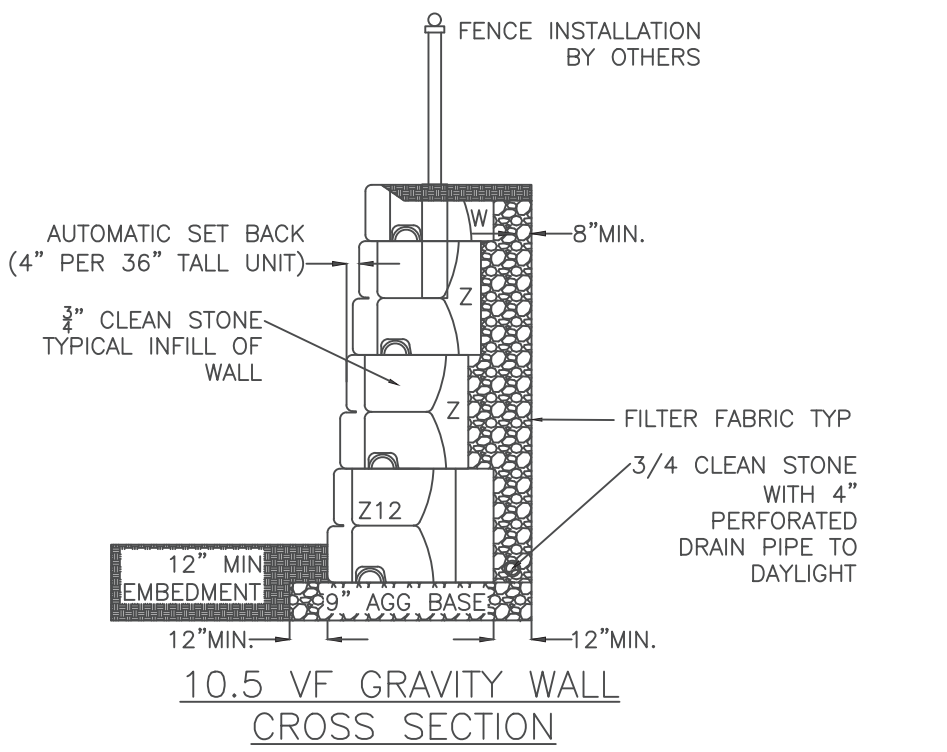 FENCE INSTALLATION
BY OTHERS
W
8”MIN.
AUTOMATIC SET BACK
(4” PER 36” TALL UNIT)
Z
3/4” CLEAN STONE
TYPICAL INFILL OF
WALL
Z
FILTER FABRIC TYP
3/4 CLEAN STONE
WITH 4”
PERFORATED
DRAIN PIPE TO
DAYLIGHT
Z12
12” MIN
EMBEDMENT
9” AGG BASE
12”MIN.
12”MIN.
10.5 VF GRAVITY WALL
CROSS SECTION